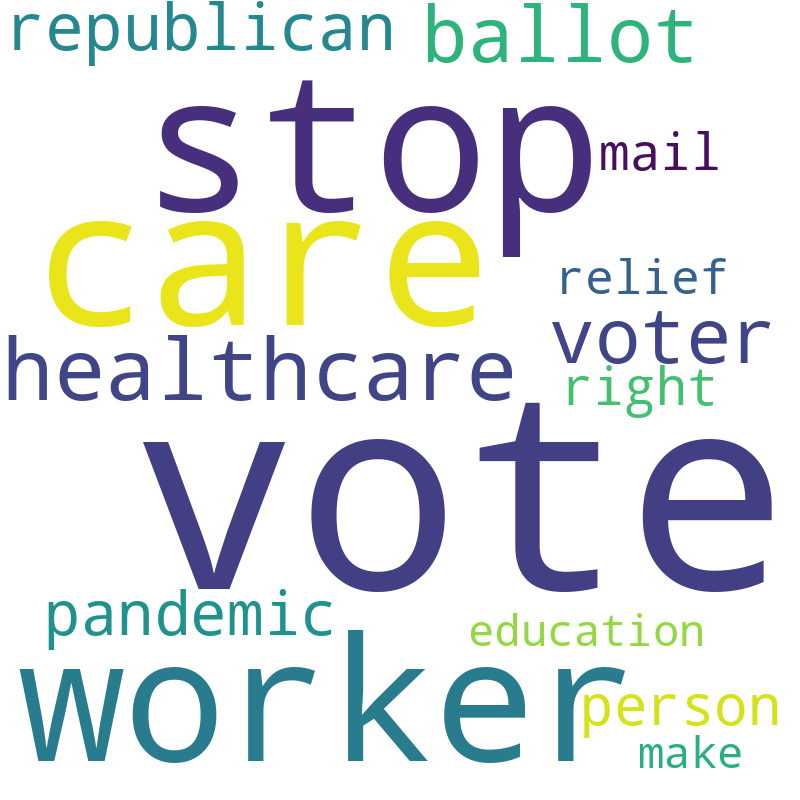 republican ballot
stop
mail
care
relief
voter
healthcare
right
vote
pandemic
education
worker
person
make